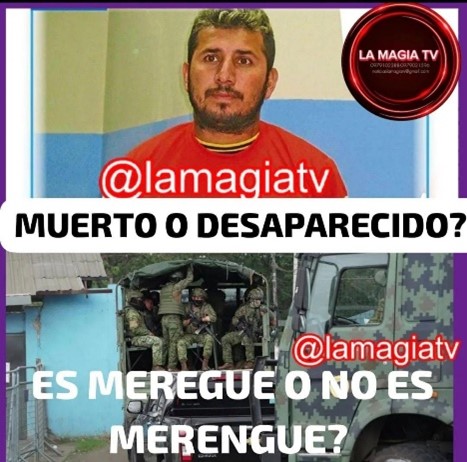 LA MAGIA TV
@lamagiatv
MUERTO O DESAPARECIDO?
@lamagiatv
ES MEREGUE O NO ES
MERENGUE?